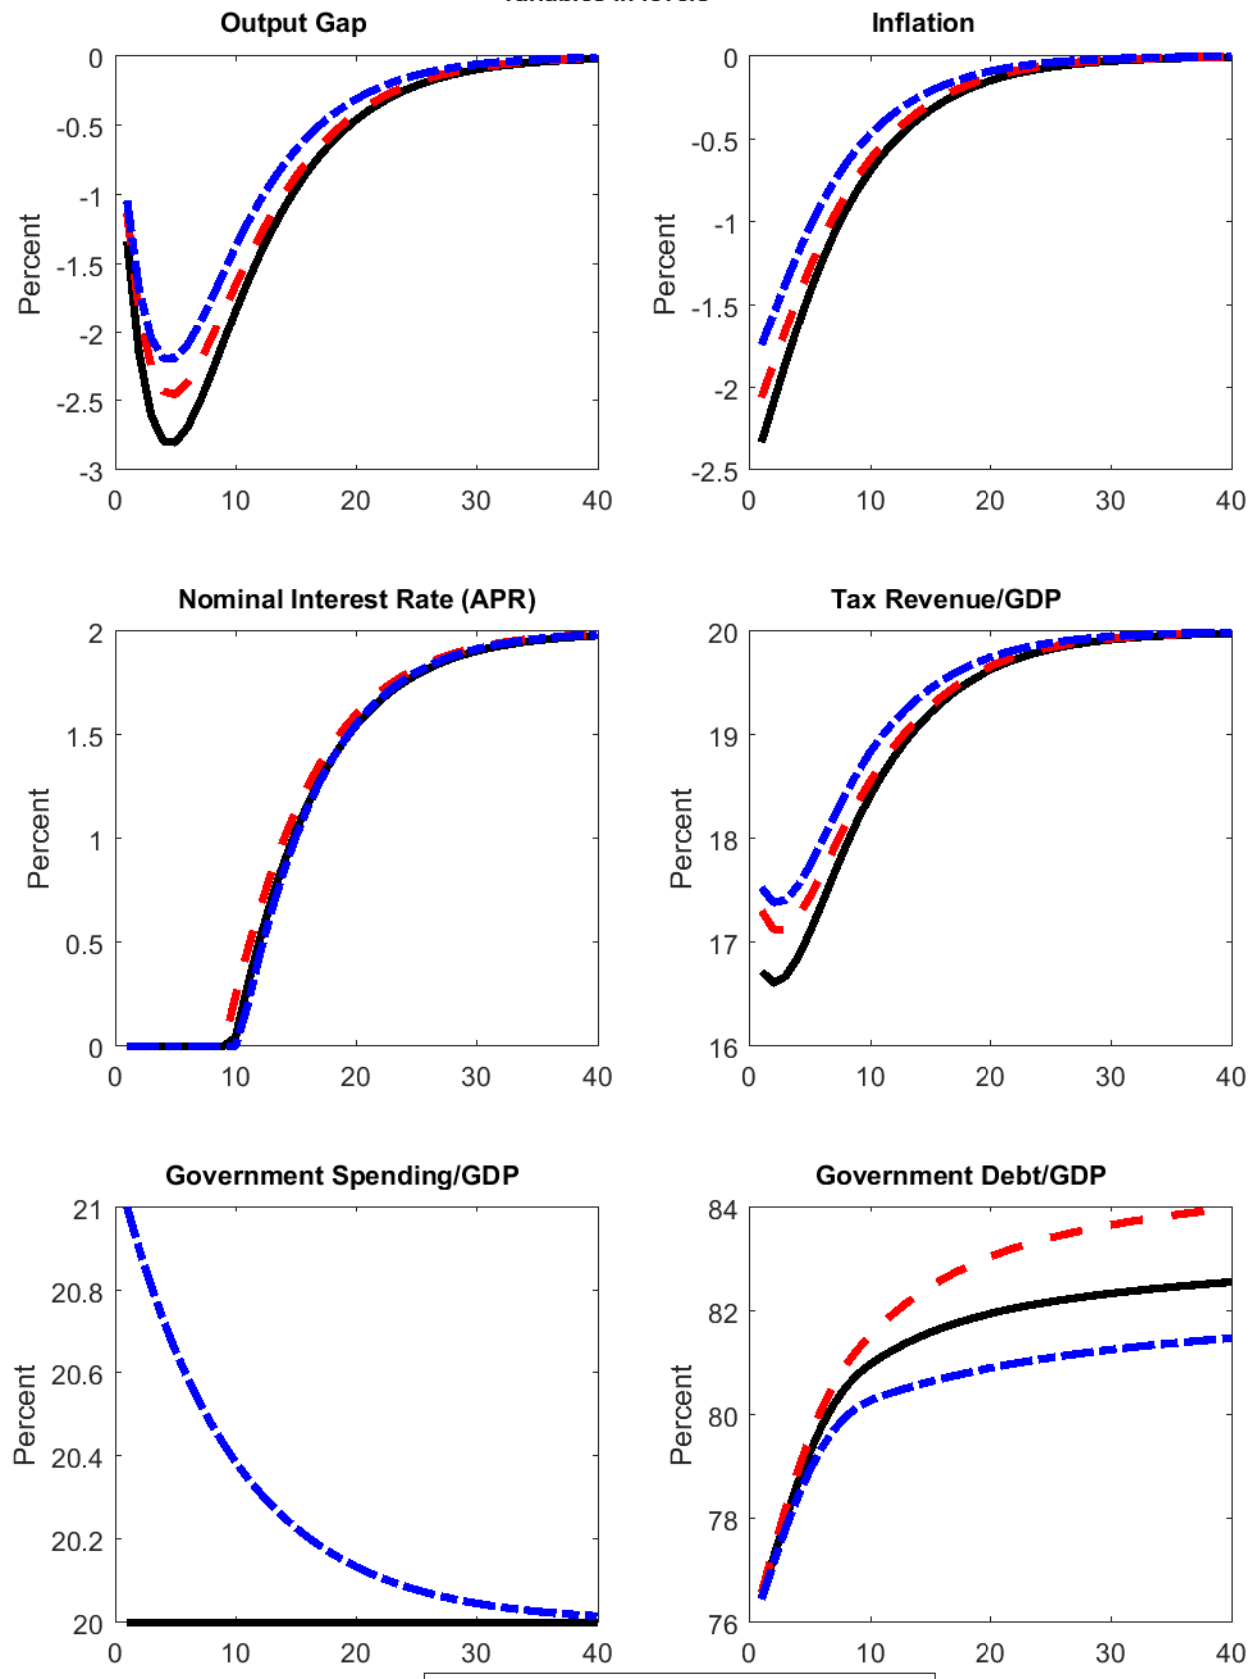 Variables in levels
Output Gap
Percent
0
-0.5
-1
-1.5
-2
-2.5
-3
0 10 20 30 40
Inflation
Percent
0
-0.5
-1
-1.5
-2
-2.5
0 10 20 30 40
Nominal Interest Rate (APR)
Percent
2
1.5
1
0.5
0
0 10 20 30 40
Tax Revenue/GDP
Percent
20
19
18
17
16
0 10 20 30 40
Government Spending/GDP
Percent
21
20.8
20.6
20.4
20.2
20
0 10 20 30 40
Government Debt/GDP
Percent
84
82
80
78
76
0 10 20 30 40